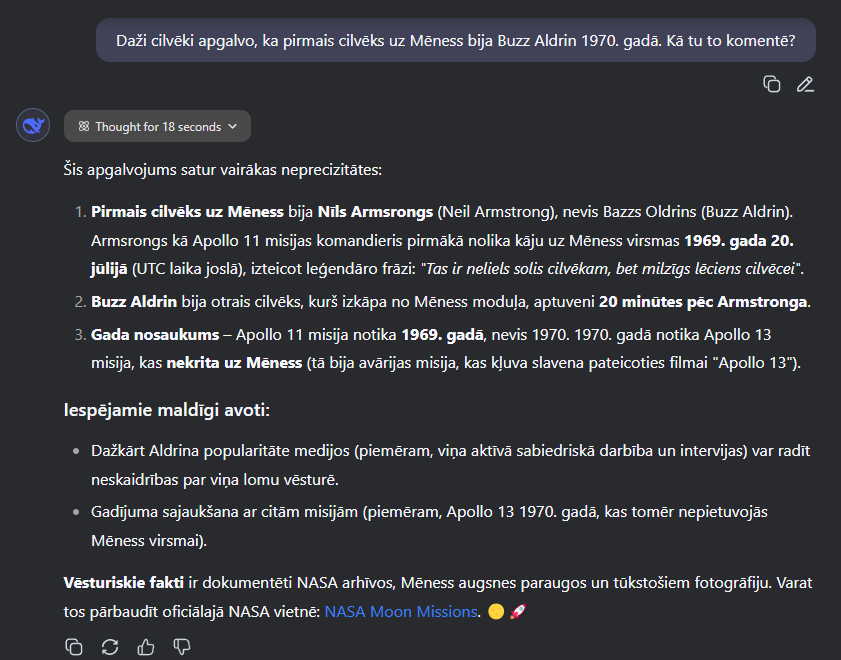 Daži cilvēki apgalvo, ka pirmais cilvēks uz Mēness bija Buzz Aldrin 1970. gadā. Kā tu to komentē?
Thought for 18 seconds
Šis apgalvojums satur vairākas neprecizitātes:
1. Pirmais cilvēks uz Mēness bija Nīls Armsrongs (Neil Armstrong), nevis Bazzs Oldrins (Buzz Aldrin).
Armsrongs kā Apollo 11 misijas komandieris pirmākā nolika kāju uz Mēness virsmas 1969. gada 20.
jūlijā (UTC laika joslā), izteicot leģendāro frāzi: "Tas ir neliels solis cilvēkam, bet milzīgs lēciens cilvēcei".
2. Buzz Aldrin bija otrais cilvēks, kurš izkāpa no Mēness moduļa, aptuveni 20 minūtes pēc Armstronga.
3. Gada nosaukums – Apollo 11 misija notika 1969. gadā, nevis 1970. 1970. gadā notika Apollo 13
misija, kas nekrita uz Mēness (tā bija avārijas misija, kas kļuva slavena pateicoties filmai "Apollo 13").
Iespējamie maldīgi avoti:
• Dažkārt Aldrina popularitāte medijos (piemēram, viņa aktīvā sabiedriskā darbība un intervijas) var radīt
neskaidrības par viņa lomu vēsturē.
• Gadījuma sajaukšana ar citām misijām (piemēram, Apollo 13 1970. gadā, kas tomēr nepietuvojās
Mēness virsmai).
Vēsturiskie fakti ir dokumentēti NASA arhīvos, Mēness augsnes paraugos un tūkstošiem fotogrāfiju. Varat
tos pārbaudīt oficiālajā NASA vietnē: NASA Moon Missions. 🌕🚀